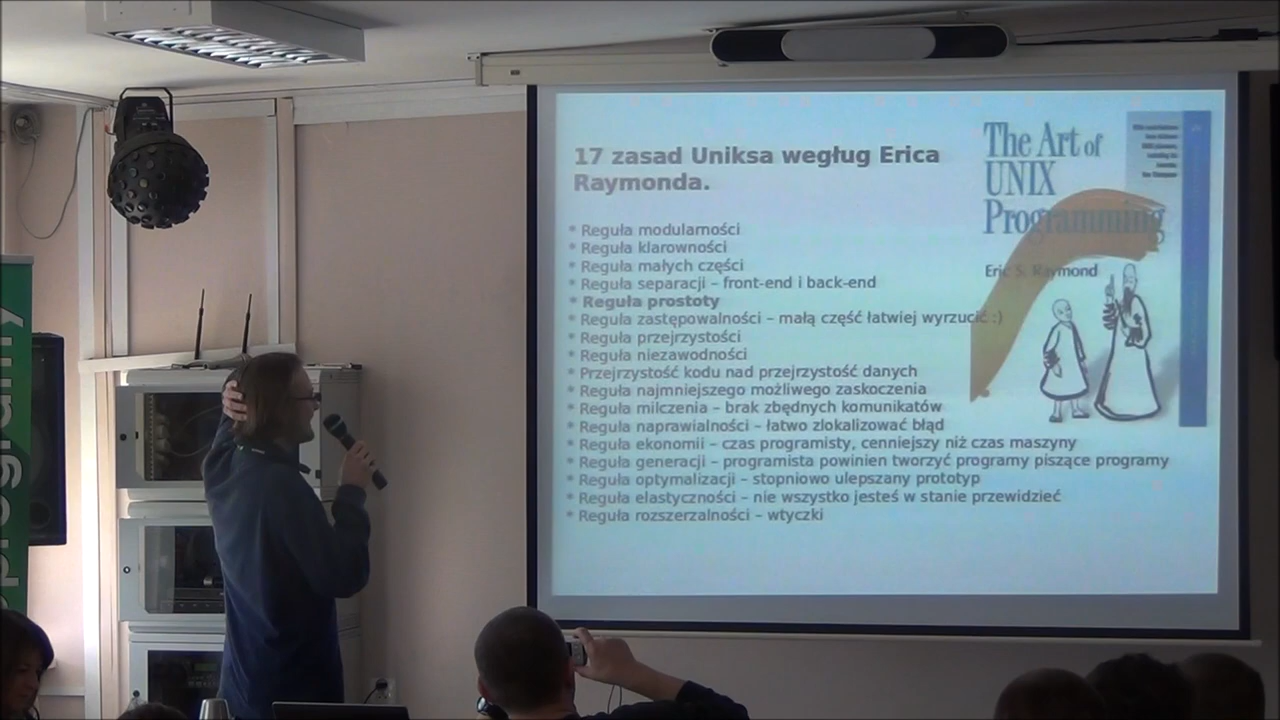 17 zasad Uniksa wegług Erica
Raymonda.
* Reguła modularności
* Reguła klarowności
* Reguła małych części
* Reguła separacji – front-end i back-end
* Reguła prostoty
* Reguła zastępowalności – małą część łatwiej wyrzucić :)
* Reguła przejrzystości
* Reguła niezawodności
* Przejrzystość kodu nad przejrzystość danych
* Reguła najmniejszego możliwego zaskoczenia
* Reguła milczenia – brak zbędnych komunikatów
* Reguła naprawialności – łatwo zlokalizować błąd
* Reguła ekonomii – czas programisty, cenniejszy niż czas maszyny
* Reguła generacji – programista powinien tworzyć programy piszące programy
* Reguła optymalizacji – stopniowo ulepszany prototyp
* Reguła elastyczności – nie wszystko jesteś w stanie przewidzieć
* Reguła rozszerzalności – wtyczki
The Art of
UNIX
Programming
Eric S. Raymond